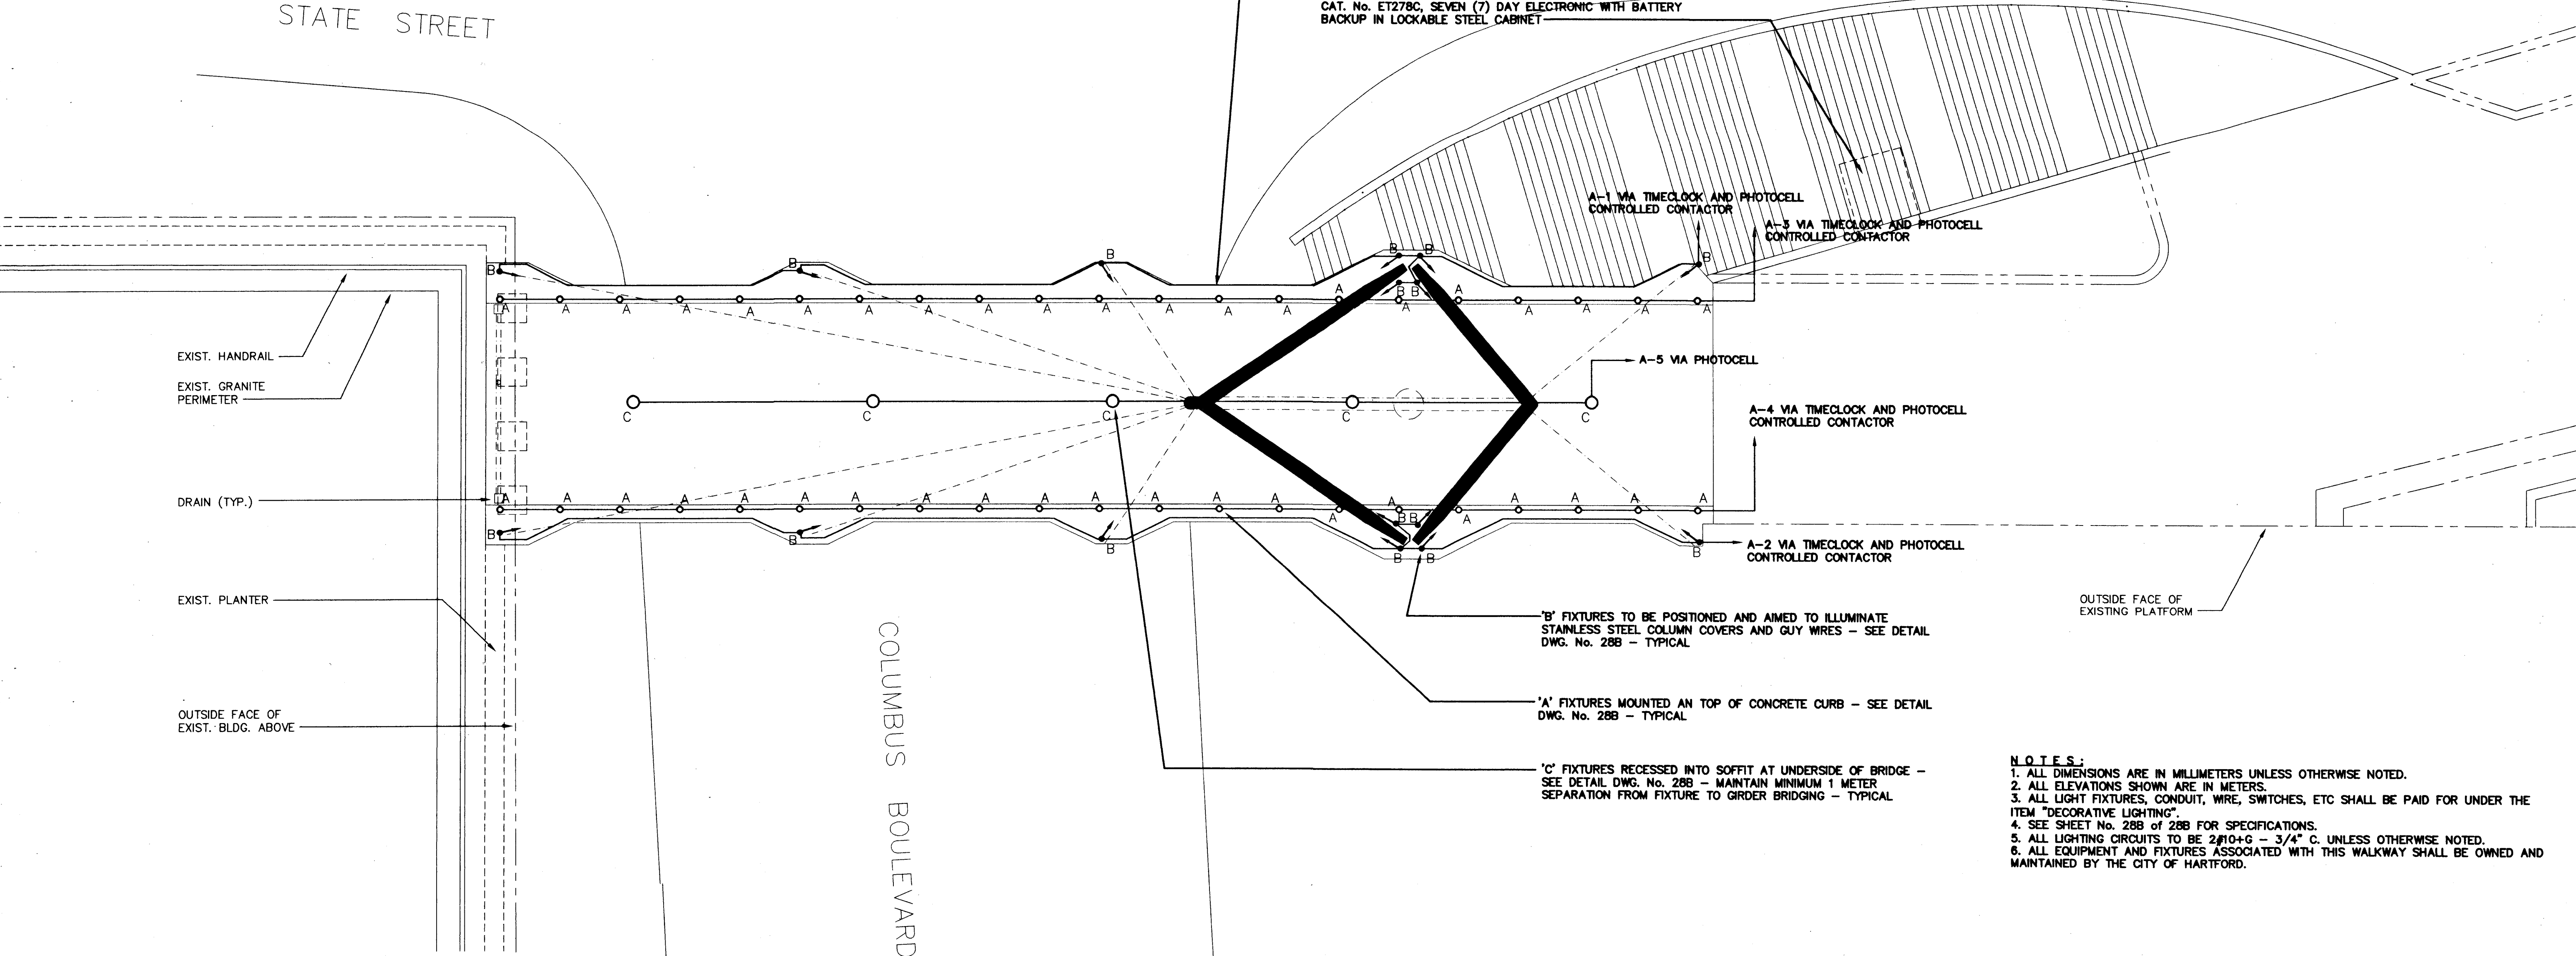 STATE STREET
CAT. No. ET278C, SEVEN (7) DAY ELECTRONIC WITH BATTERY
BACKUP IN LOCKABLE STEEL CABINET
A-1 VIA TIMECLOCK AND PHOTOCELL
CONTROLLED CONTACTOR
A-3 VIA TIMECLOCK AND PHOTOCELL
CONTROLLED CONTACTOR
B B B B B B
B B
A A A
A A A A A A A A A A A A A A A A A A
EXIST. HANDRAIL
EXIST. GRANITE
PERIMETER
A-5 VIA PHOTOCELL
C C C C C
A-4 VIA TIMECLOCK AND PHOTOCELL
CONTROLLED CONTACTOR
DRAIN (TYP.)
A A A A A A A A A A A A A A A A A A A
A A
B B
B B B B B B
A-2 VIA TIMECLOCK AND PHOTOCELL
CONTROLLED CONTACTOR
EXIST. PLANTER
OUTSIDE FACE OF
EXISTING PLATFORM
'B' FIXTURES TO BE POSITIONED AND AIMED TO ILLUMINATE
STAINLESS STEEL COLUMN COVERS AND GUY WIRES – SEE DETAIL
DWG. No. 28B – TYPICAL
COLUMBUS BOULEVARD
'A' FIXTURES MOUNTED AN TOP OF CONCRETE CURB – SEE DETAIL
DWG. No. 28B – TYPICAL
OUTSIDE FACE OF
EXIST. BLDG. ABOVE
'C' FIXTURES RECESSED INTO SOFFIT AT UNDERSIDE OF BRIDGE –
SEE DETAIL DWG. No. 28B – MAINTAIN MINIMUM 1 METER
SEPARATION FROM FIXTURE TO GIRDER BRIDGING – TYPICAL
NOTES:
1. ALL DIMENSIONS ARE IN MILLIMETERS UNLESS OTHERWISE NOTED.
2. ALL ELEVATIONS SHOWN ARE IN METERS.
3. ALL LIGHT FIXTURES, CONDUIT, WIRE, SWITCHES, ETC SHALL BE PAID FOR UNDER THE
ITEM "DECORATIVE LIGHTING".
4. SEE SHEET No. 28B of 28B FOR SPECIFICATIONS.
5. ALL LIGHTING CIRCUITS TO BE 2#10+G – 3/4" C. UNLESS OTHERWISE NOTED.
6. ALL EQUIPMENT AND FIXTURES ASSOCIATED WITH THIS WALKWAY SHALL BE OWNED AND
MAINTAINED BY THE CITY OF HARTFORD.